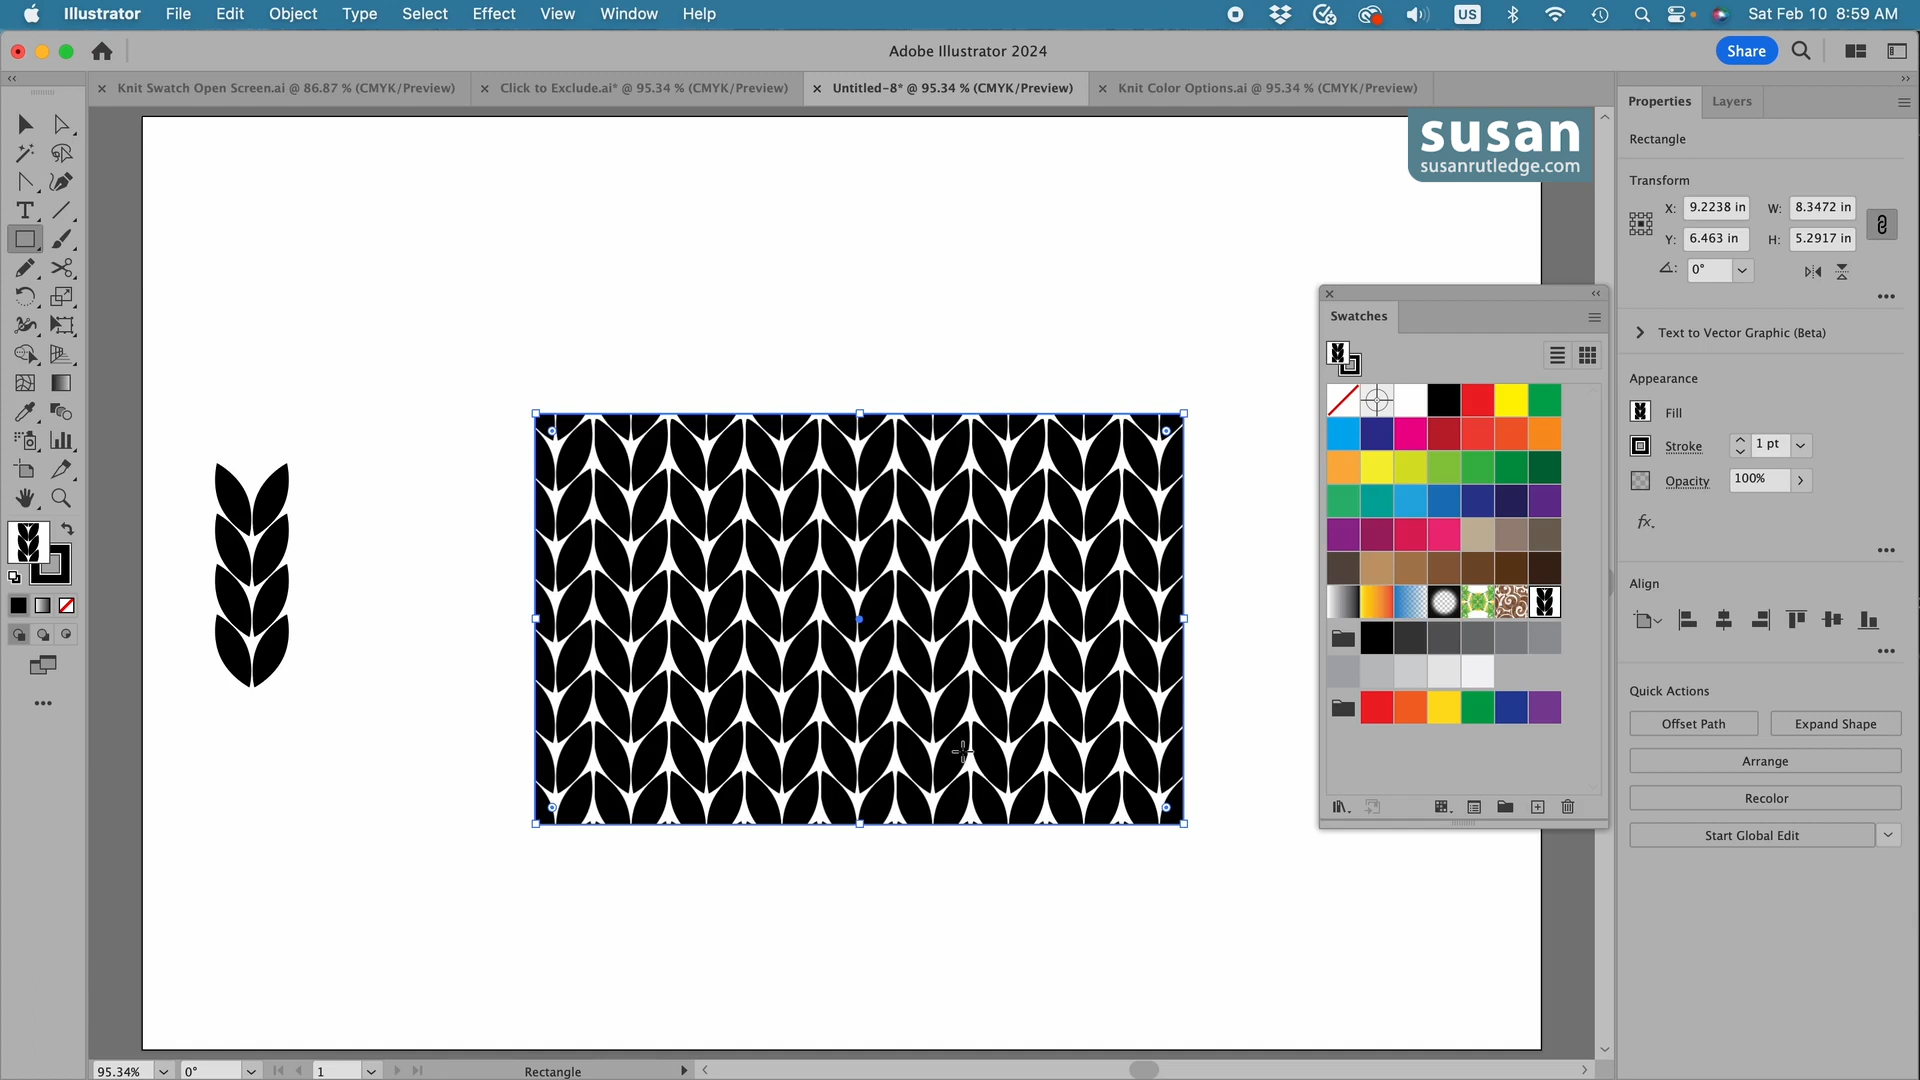 Illustrator File Edit Object Type Select Effect View Window Help US Sat Feb 10 8:59 AM
Adobe Illustrator 2024 Share
Knit Swatch Open Screen.ai @ 86.87 % (CMYK/Preview) Click to Exclude.ai* @ 95.34 % (CMYK/Preview) Untitled-8* @ 95.34 % (CMYK/Preview) Knit Color Options.ai @ 95.34 % (CMYK/Preview)
Properties Layers
susan
susanrutledge.com
Rectangle
Transform
X: 9.2238 in W: 8.3472 in
Y: 6.463 in H: 5.2917 in
0°
Swatches
Text to Vector Graphic (Beta)
Appearance
Fill
Stroke 1 pt
Opacity 100%
fx.
Align
Quick Actions
Offset Path Expand Shape
Arrange
Recolor
Start Global Edit
95.34% 0° 1 Rectangle